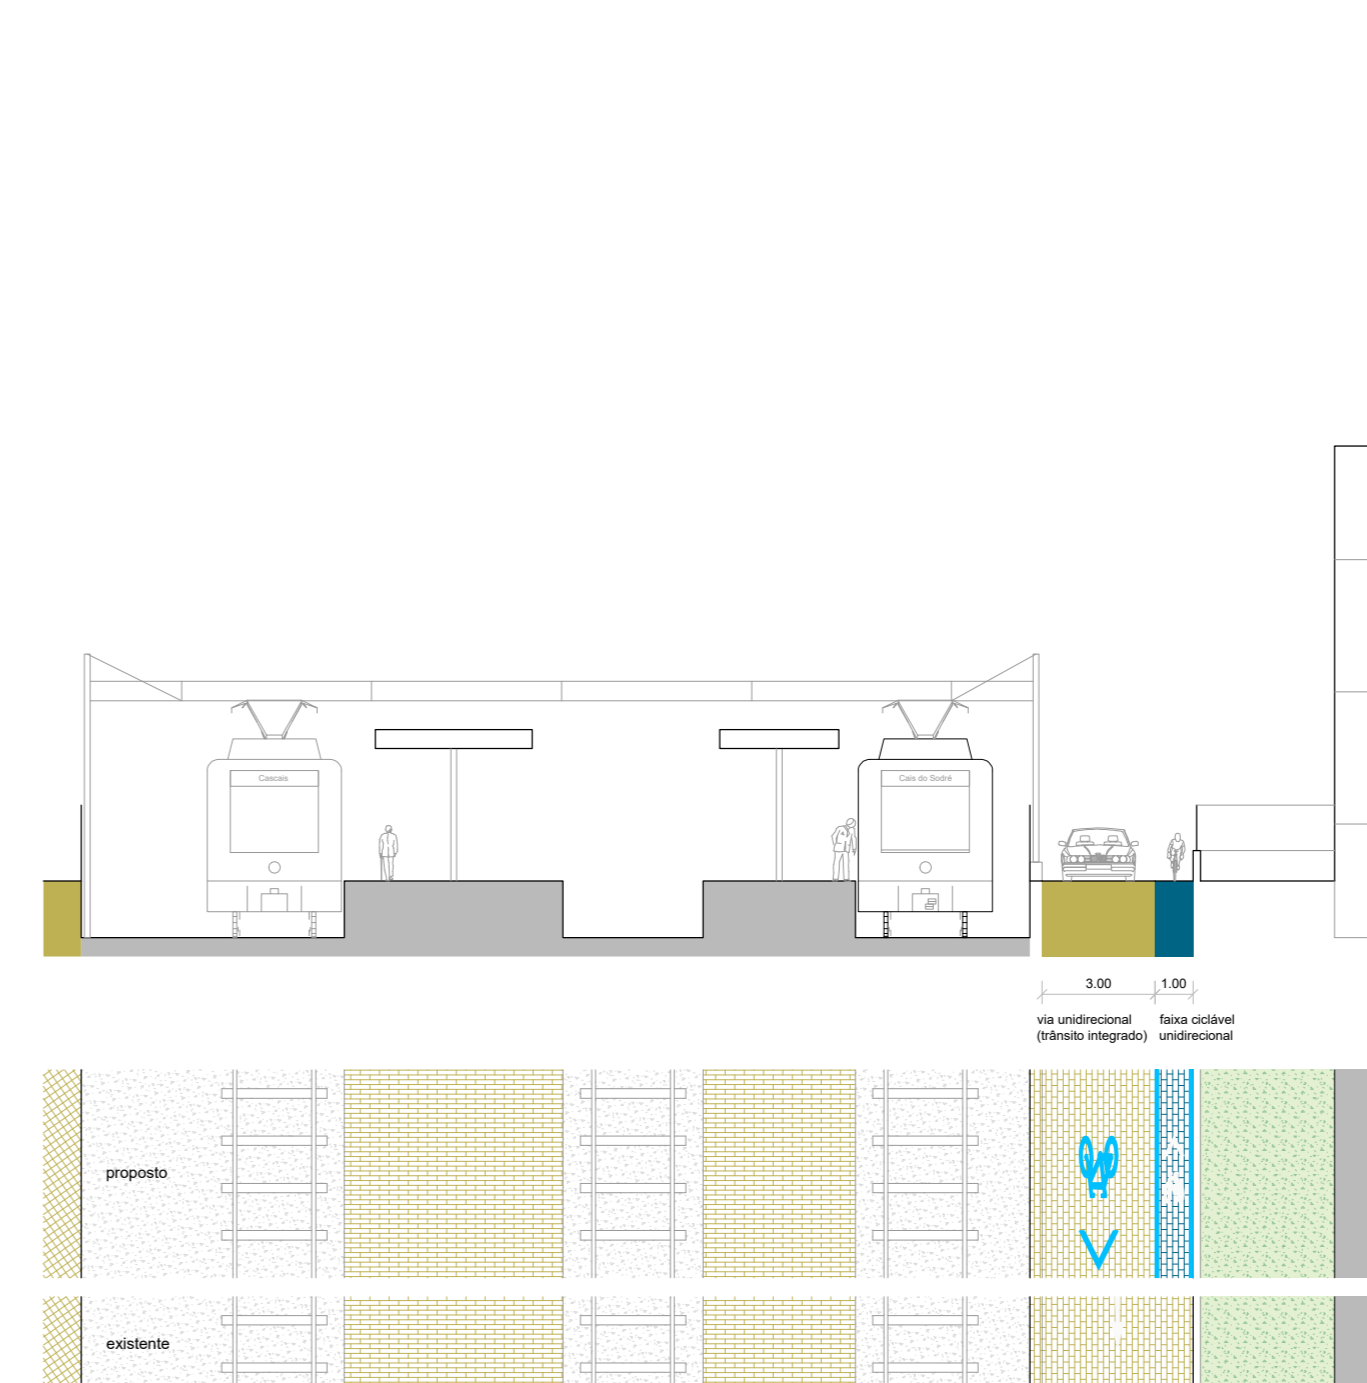 Cascais
Cais do Sodré
3.00
1.00
via unidirecional
(trânsito integrado)
faixa ciclável
unidirecional
proposto
existente